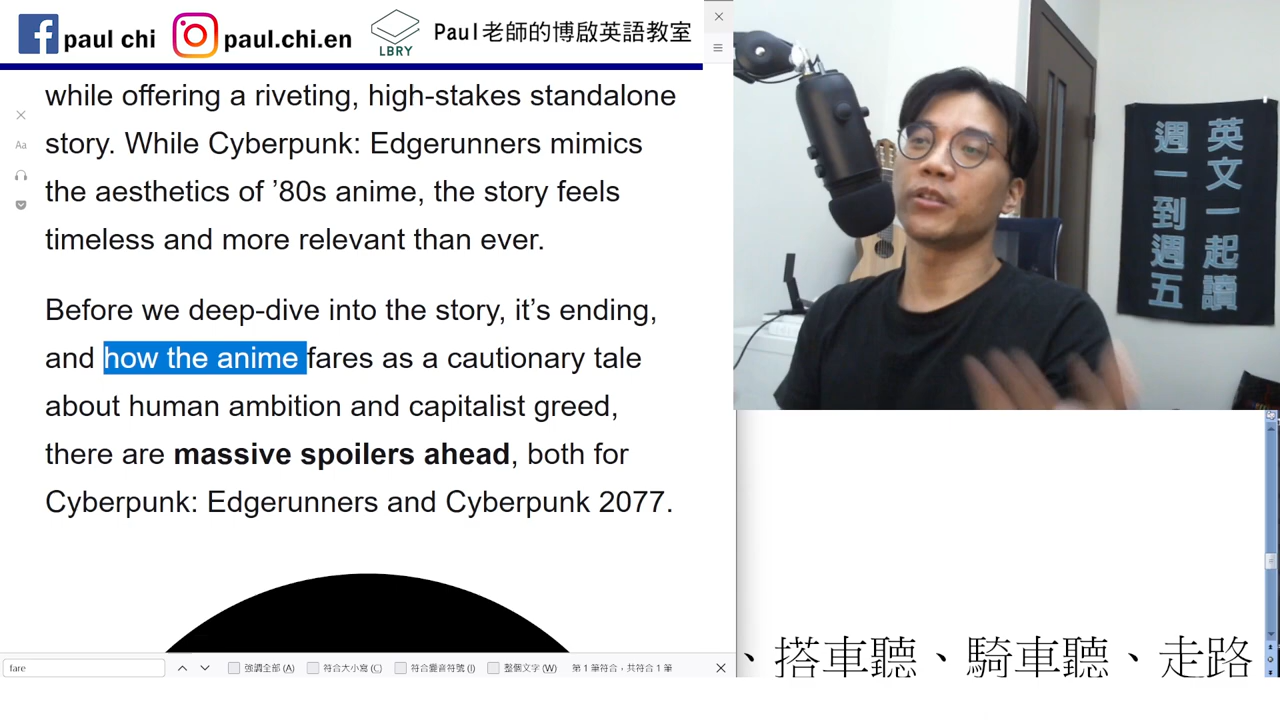 paul chi
paul.chi.en
LBRY
Paul老師的博啟英語教室
while offering a riveting, high-stakes standalone
story. While Cyberpunk: Edgerunners mimics
the aesthetics of ’80s anime, the story feels
timeless and more relevant than ever.
Before we deep-dive into the story, it’s ending,
and how the anime fares as a cautionary tale
about human ambition and capitalist greed,
there are massive spoilers ahead, both for
Cyberpunk: Edgerunners and Cyberpunk 2077.
Aa
fare
強調全部 (A)
符合大小寫 (C)
符合變音符號 (I)
整個文字 (W)
第 1 筆符合，共符合 1 筆
英文一起讀
週一到週五
、搭車聽、騎車聽、走路